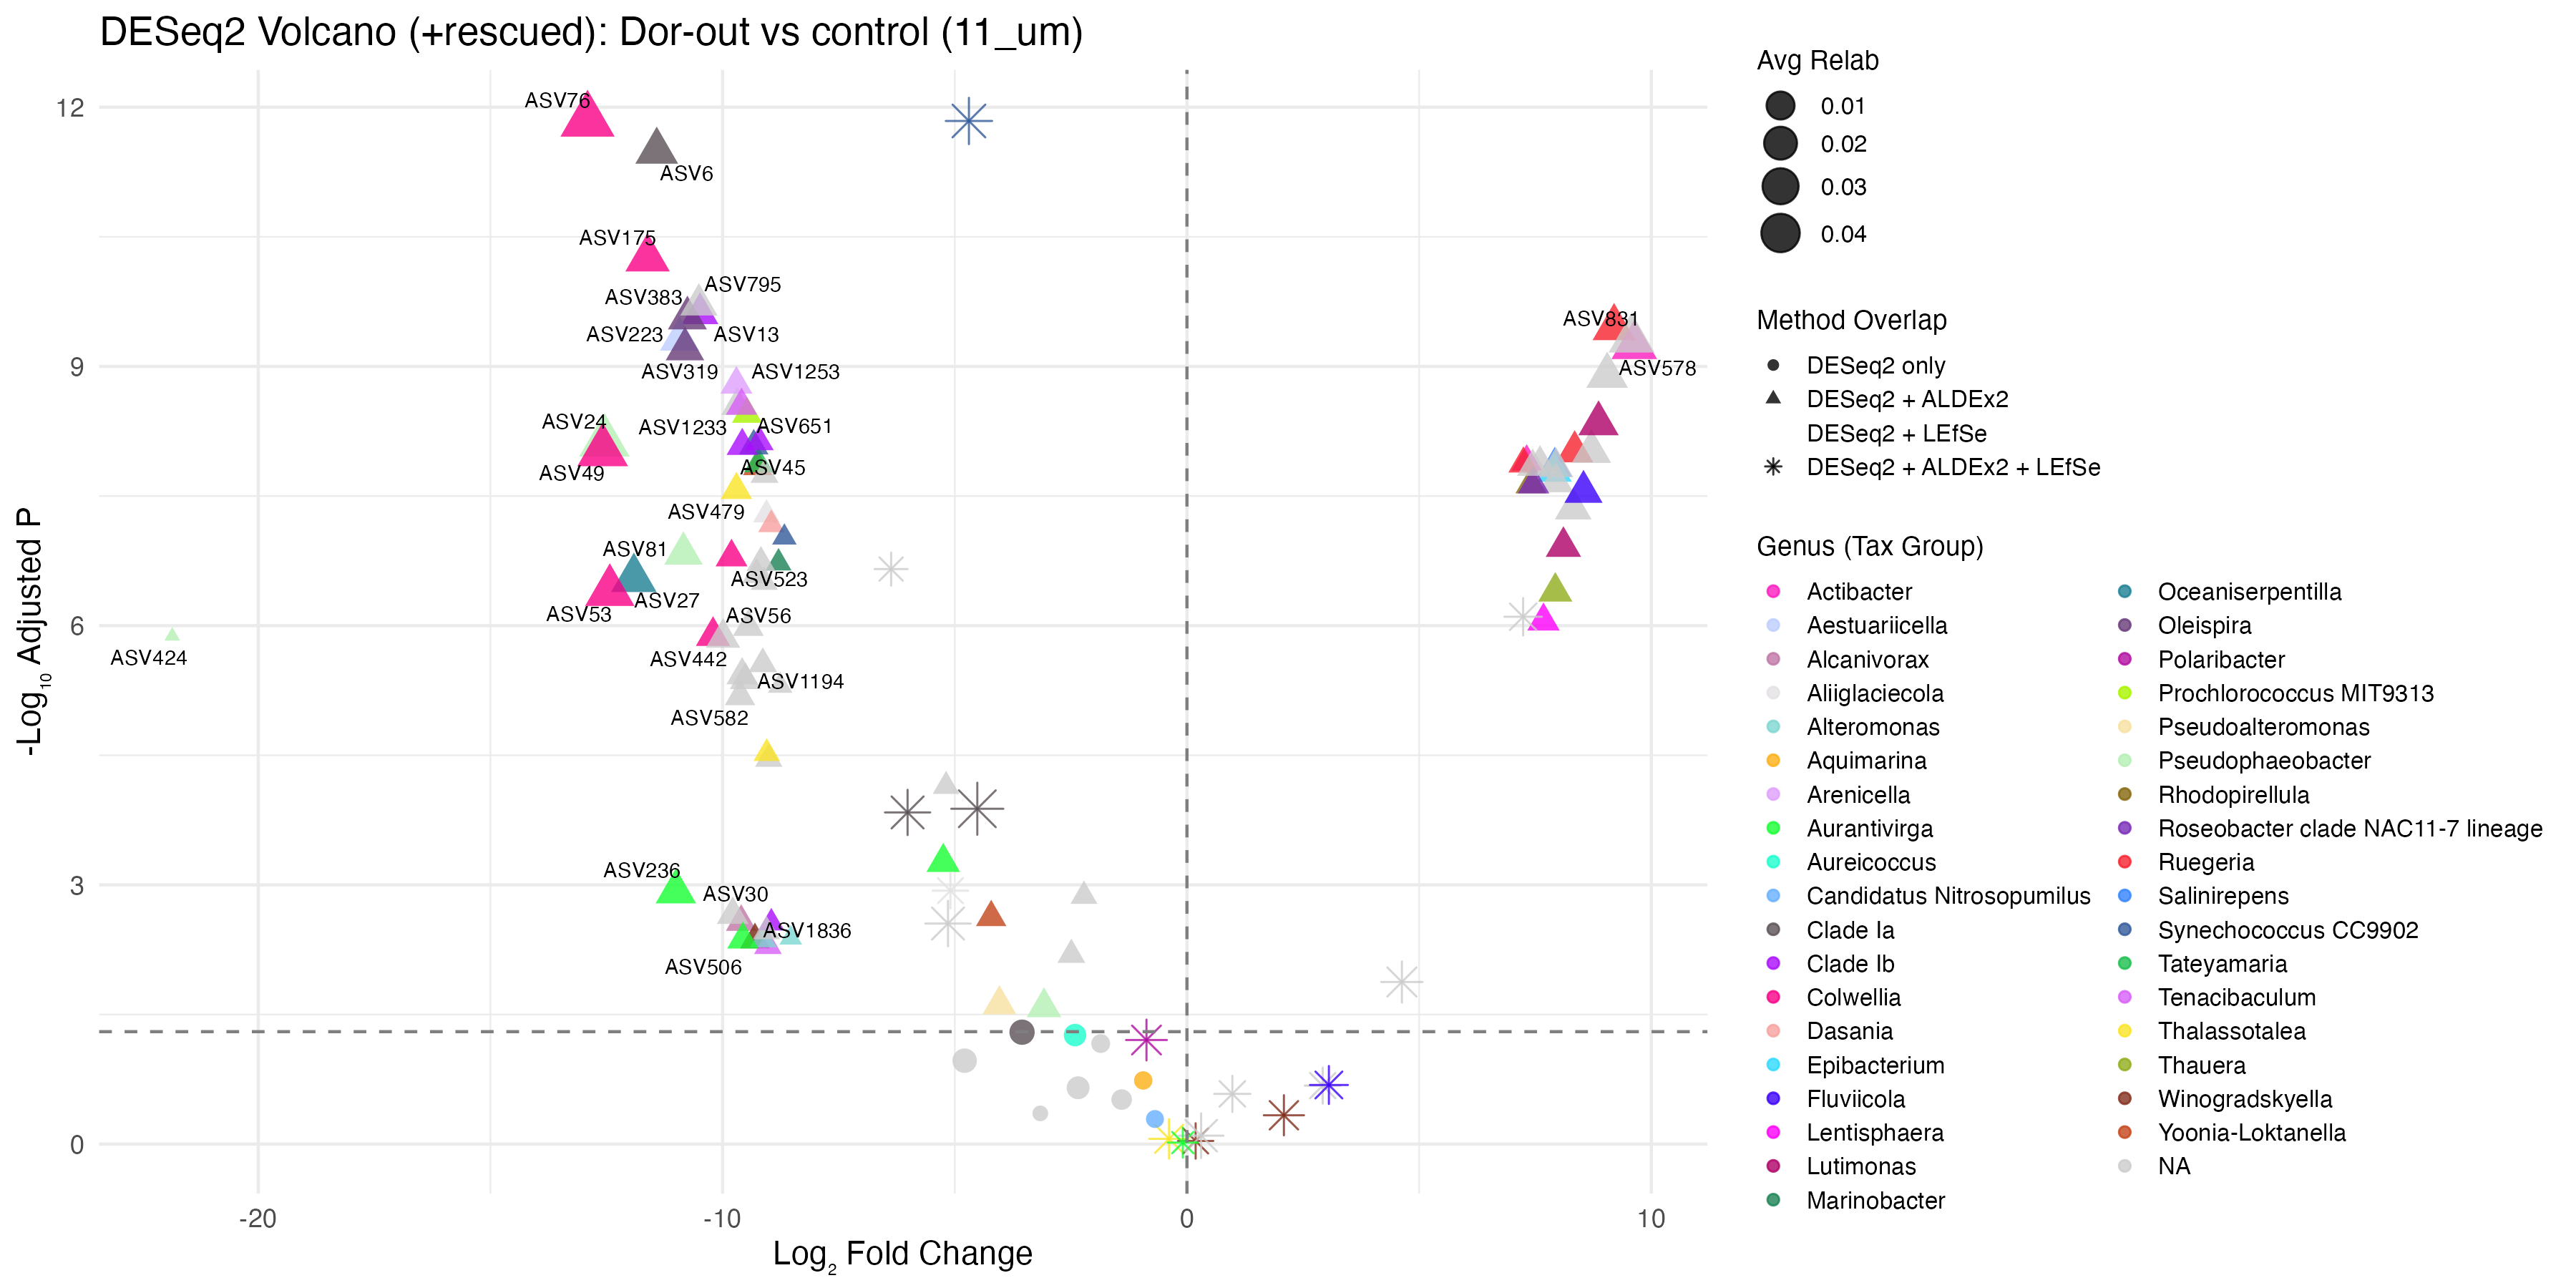 DESeq2 Volcano (+rescued): Dor-out vs control (11_um)
-Log10 Adjusted P
12
9
6
3
0
-20
-10
0
10
Log2 Fold Change
ASV76
ASV6
ASV175
ASV795
ASV383
ASV223
ASV13
ASV319
ASV1253
ASV24
ASV1233
ASV651
ASV49
ASV45
ASV479
ASV81
ASV523
ASV27
ASV53
ASV56
ASV424
ASV442
ASV1194
ASV582
ASV236
ASV30
ASV1836
ASV506
ASV831
ASV578
Avg Relab
0.01
0.02
0.03
0.04
Method Overlap
DESeq2 only
DESeq2 + ALDEx2
DESeq2 + LEfSe
DESeq2 + ALDEx2 + LEfSe
Genus (Tax Group)
Actibacter
Aestuariicella
Alcanivorax
Aliiglaciecola
Alteromonas
Aquimarina
Arenicella
Aurantivirga
Aureicoccus
Candidatus Nitrosopumilus
Clade Ia
Clade Ib
Colwellia
Dasania
Epibacterium
Fluviicola
Lentisphaera
Lutimonas
Marinobacter
Oceaniserpentilla
Oleispira
Polaribacter
Prochlorococcus MIT9313
Pseudoalteromonas
Pseudophaeobacter
Rhodopirellula
Roseobacter clade NAC11-7 lineage
Ruegeria
Salinirepens
Synechococcus CC9902
Tateyamaria
Tenacibaculum
Thalassotalea
Thauera
Winogradskyella
Yoonia-Loktanella
NA